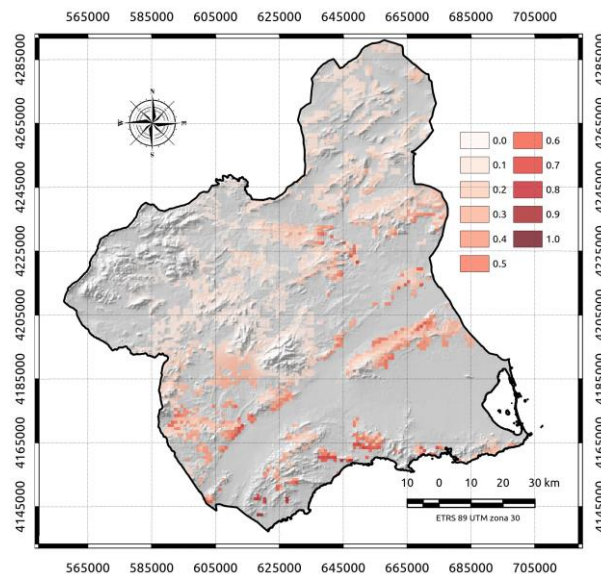 565000 585000 605000 625000 645000 665000 685000 705000
4285000 4285000
4265000 4265000
4245000 4245000
4225000 4225000
4205000 4205000
4185000 4185000
4165000 4165000
4145000 4145000
N
W E
S
0.0 0.6
0.1 0.7
0.2 0.8
0.3 0.9
0.4 1.0
0.5
10 0 10 20 30 km
ETRS 89 UTM zona 30
565000 585000 605000 625000 645000 665000 685000 705000